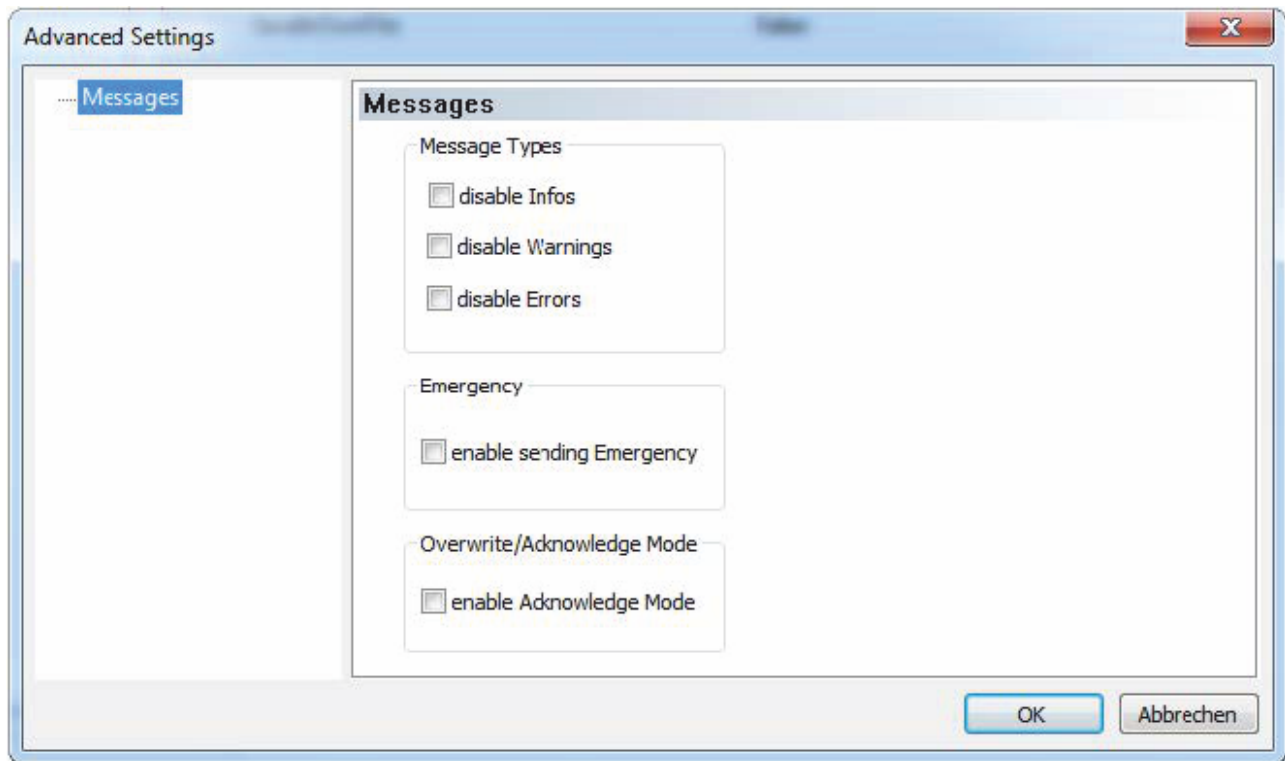 Advanced Settings
Messages
Messages
Message Types
disable Infos
disable Warnings
disable Errors
Emergency
enable sending Emergency
Overwrite/Acknowledge Mode
enable Acknowledge Mode
OK
Abbrechen